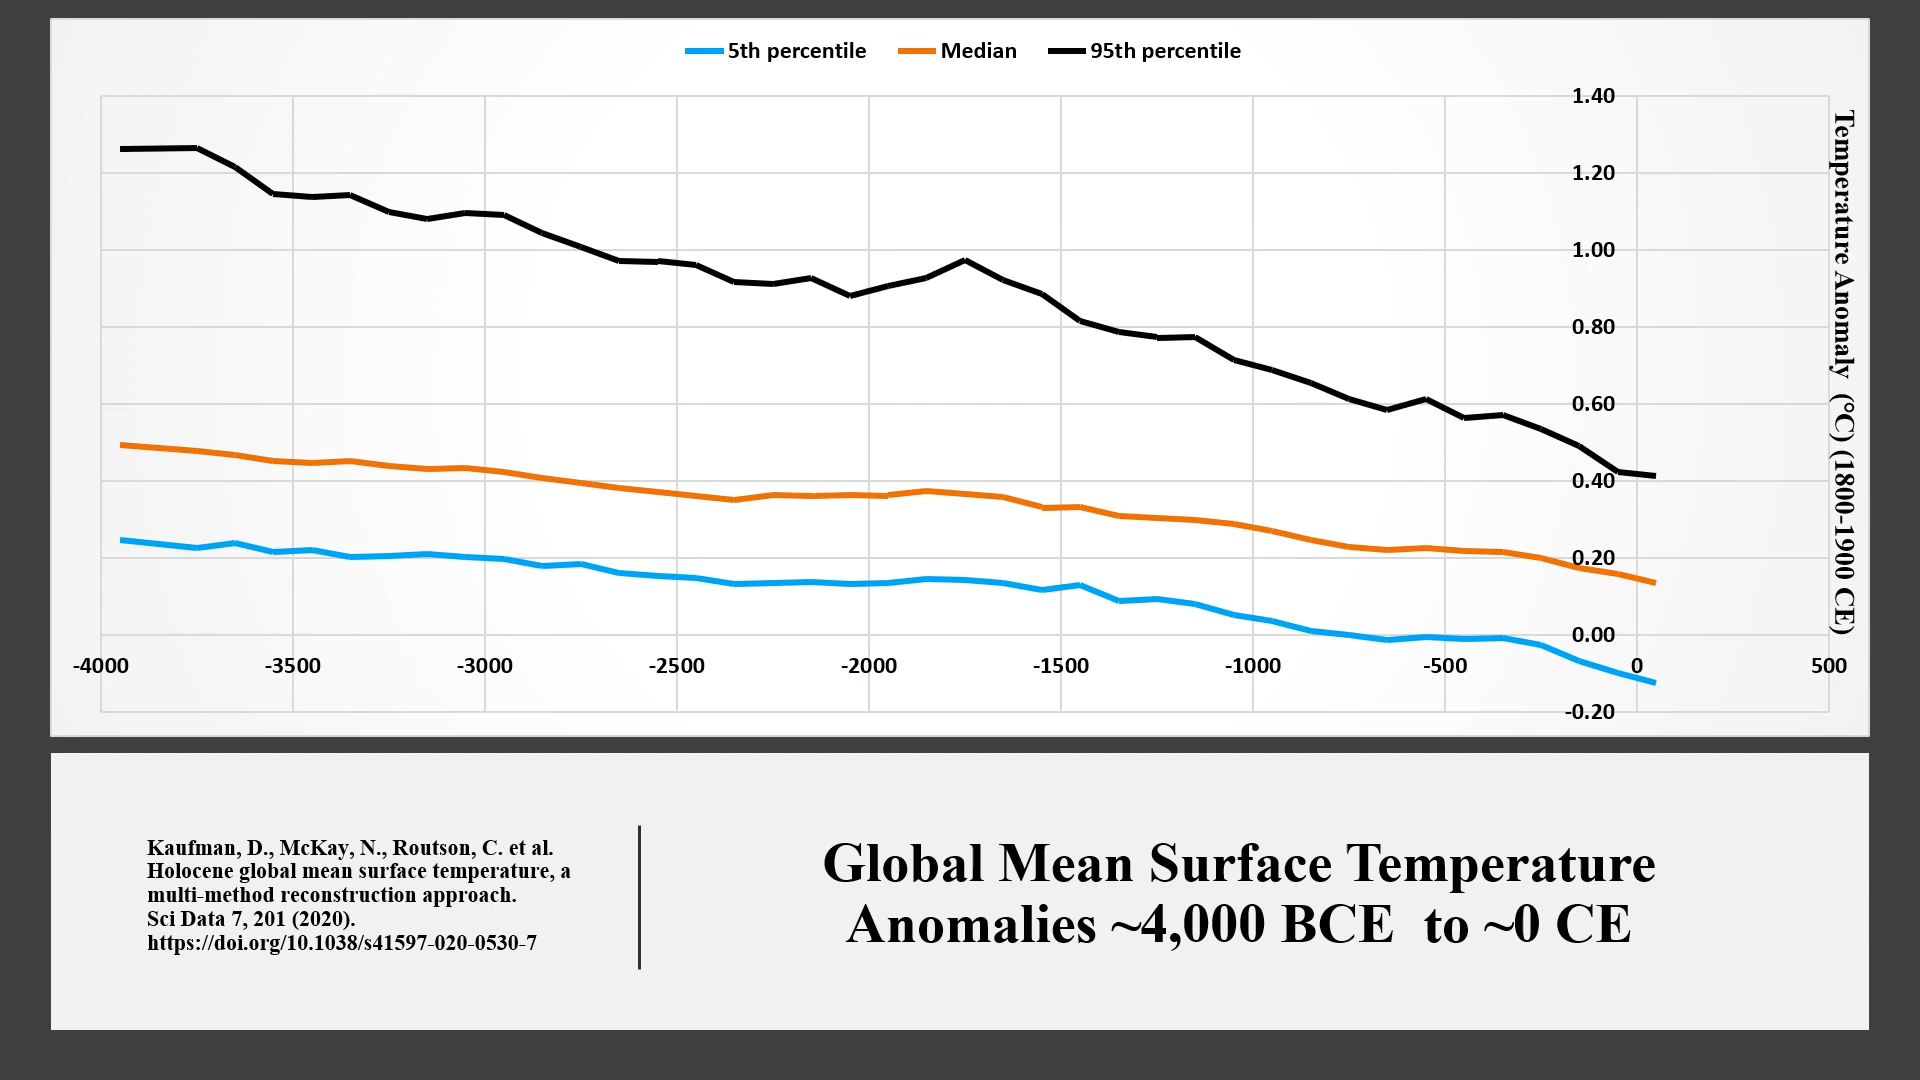 5th percentile Median 95th percentile
1.40
1.20
1.00
0.80
0.60
0.40
0.20
0.00
-4000 -3500 -3000 -2500 -2000 -1500 -1000 -500 0 500
-0.20
Temperature Anomaly (°C) (1800-1900 CE)
Kaufman, D., McKay, N., Routson, C. et al.
Holocene global mean surface temperature, a
multi-method reconstruction approach.
Sci Data 7, 201 (2020).
https://doi.org/10.1038/s41597-020-0530-7
Global Mean Surface Temperature
Anomalies ~4,000 BCE to ~0 CE